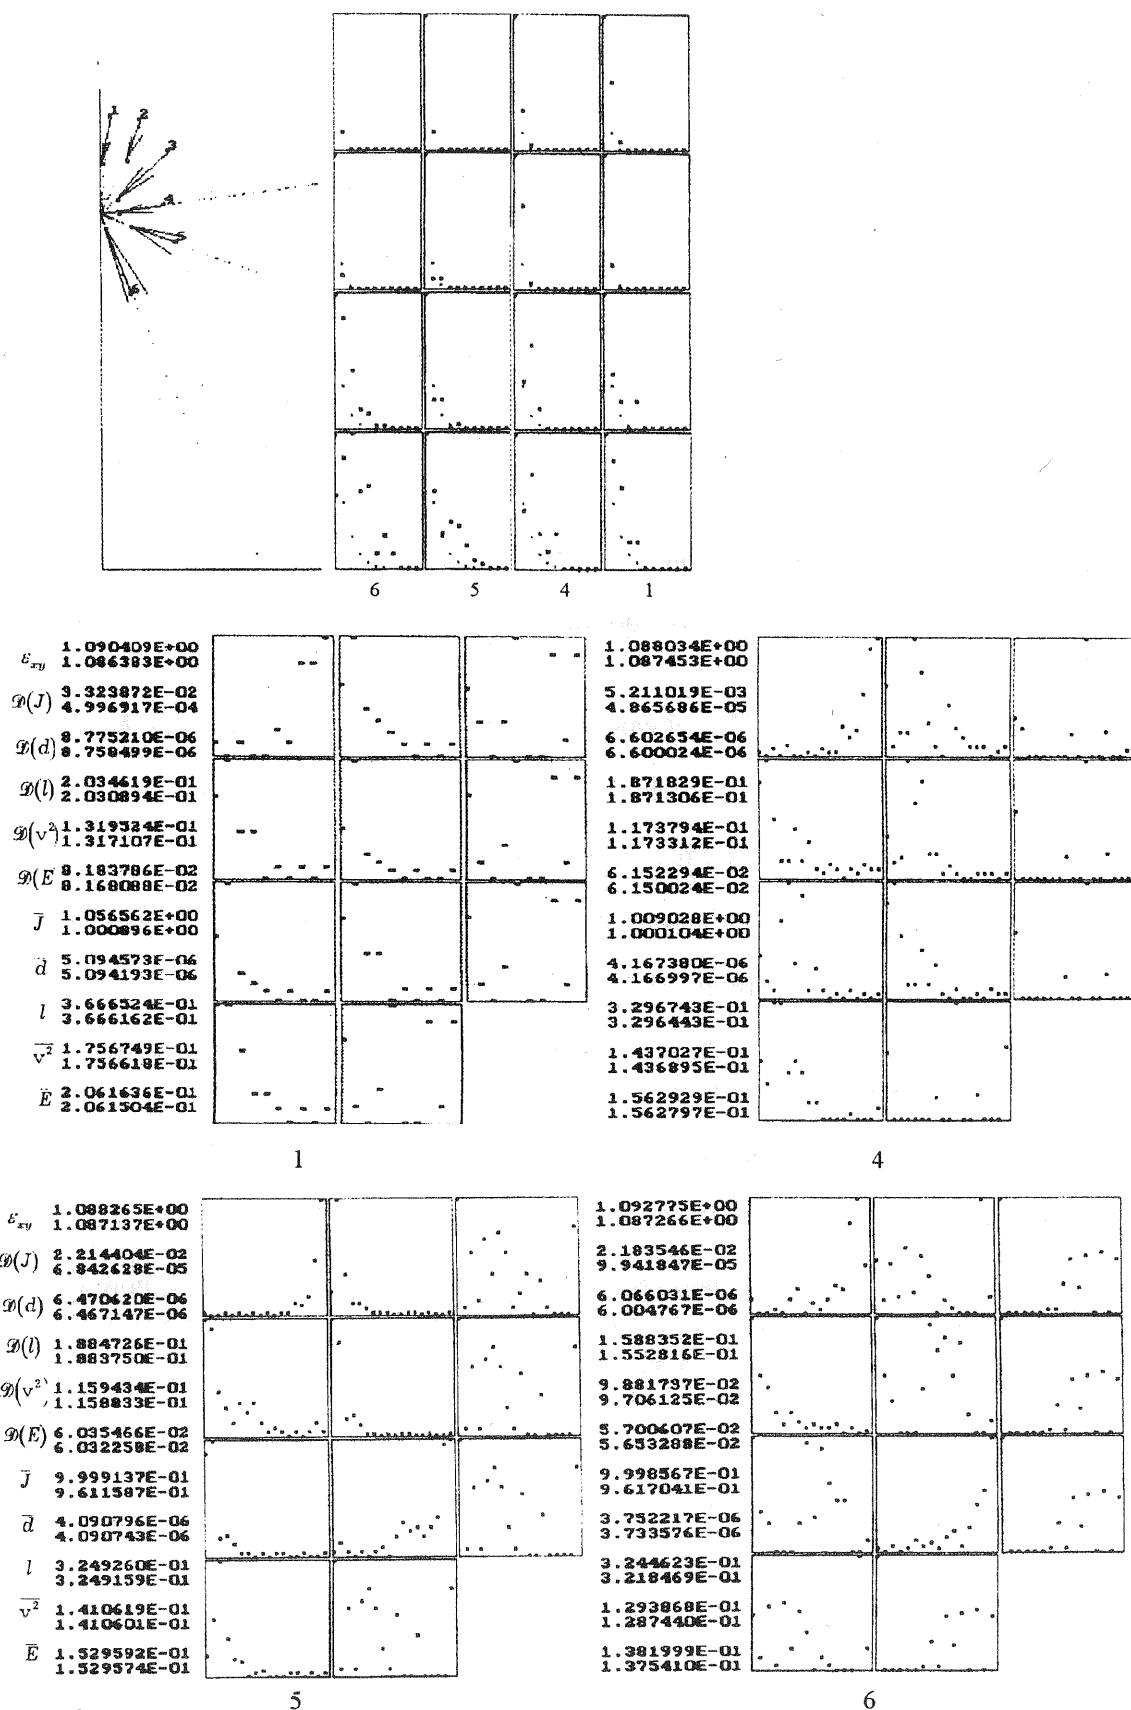 1 2
3
4
5
6
6 5 4 1
ε_xy 1.090409E+00
1.086383E+00
𝒟(J) 3.323872E-02
4.996917E-04
𝒟(d) 8.775210E-06
8.758499E-06
𝒟(l) 2.034619E-01
2.030894E-01
𝒟(v²) 1.319524E-01
1.317107E-01
𝒟(E 8.183786E-02
8.168088E-02
J̅ 1.056562E+00
1.000896E+00
d̅ 5.094573E-06
5.094193E-06
l 3.666524E-01
3.666162E-01
v̅² 1.756749E-01
1.756618E-01
E̅ 2.061636E-01
2.061504E-01
1
1.088034E+00
1.087453E+00
5.211019E-03
4.865686E-05
6.602654E-06
6.600024E-06
1.871829E-01
1.871306E-01
1.173794E-01
1.173312E-01
6.152294E-02
6.150024E-02
1.009028E+00
1.000104E+00
4.167380E-06
4.166997E-06
3.296743E-01
3.296443E-01
1.437027E-01
1.436895E-01
1.562929E-01
1.562797E-01
4
ε_xy 1.088265E+00
1.087137E+00
𝒟(J) 2.214404E-02
6.842628E-05
𝒟(d) 6.470620E-06
6.467147E-06
𝒟(l) 1.884726E-01
1.883750E-01
𝒟(v²) 1.159434E-01
1.158833E-01
𝒟(E) 6.035466E-02
6.032258E-02
J̅ 9.999137E-01
9.611587E-01
d̅ 4.090796E-06
4.090743E-06
l 3.249260E-01
3.249159E-01
v̅² 1.410619E-01
1.410601E-01
E̅ 1.529592E-01
1.529574E-01
5
1.092775E+00
1.087266E+00
2.183546E-02
9.941847E-05
6.066031E-06
6.004767E-06
1.588352E-01
1.552816E-01
9.881737E-02
9.706125E-02
5.700607E-02
5.653288E-02
9.998567E-01
9.617041E-01
3.752217E-06
3.733576E-06
3.244623E-01
3.218469E-01
1.293868E-01
1.287440E-01
1.381999E-01
1.375410E-01
6